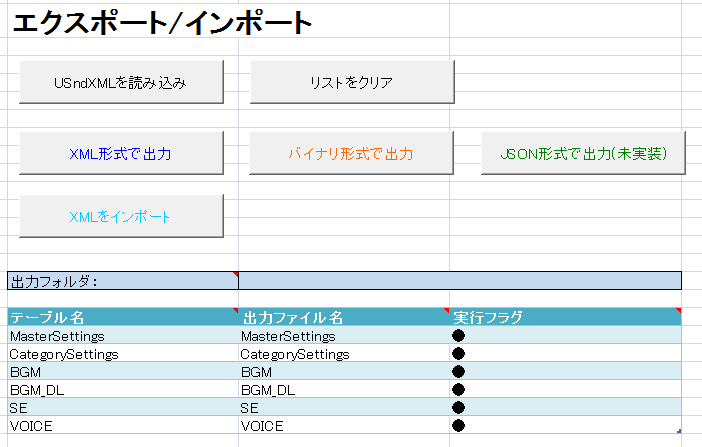 エクスポート/インポート
USndXMLを読み込み リストをクリア
XML形式で出力 バイナリ形式で出力 JSON形式で出力(未実装)
XMLをインポート
出力フォルダ:
テーブル名 出力ファイル名 実行フラグ
MasterSettings MasterSettings ●
CategorySettings CategorySettings ●
BGM BGM ●
BGM_DL BGM_DL ●
SE SE ●
VOICE VOICE ●